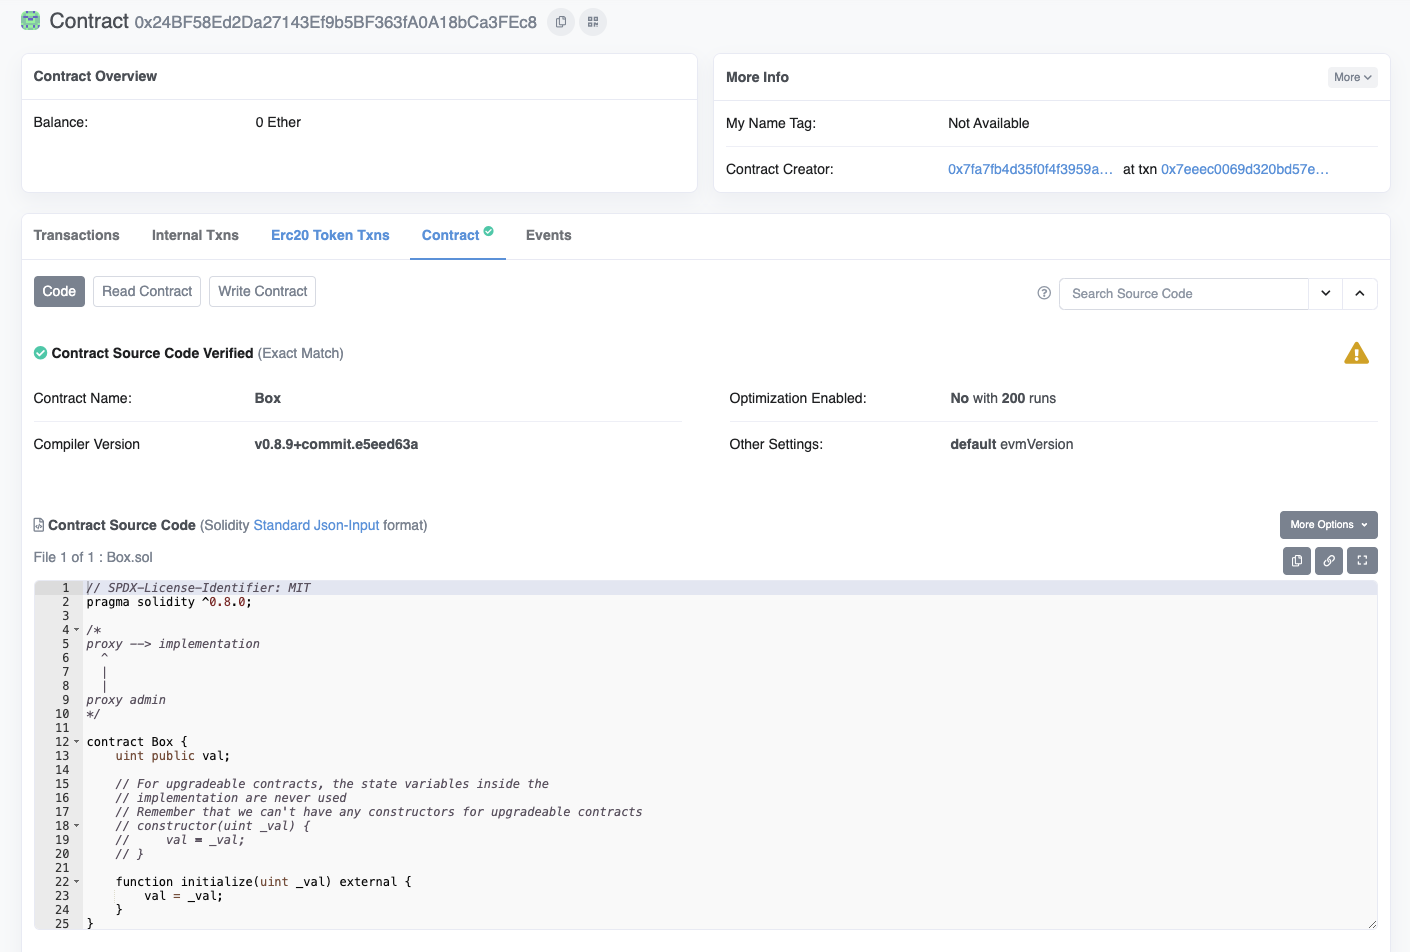 Contract 0x24BF58Ed2Da27143Ef9b5BF363fA0A18bCa3FEc8
Contract Overview
Balance: 0 Ether
More Info
More
My Name Tag: Not Available
Contract Creator: 0x7fa7fb4d35f0f4f3959a... at txn 0x7eeec0069d320bd57e...
Transactions Internal Txns Erc20 Token Txns Contract Events
Code Read Contract Write Contract
Search Source Code
Contract Source Code Verified (Exact Match)
Contract Name: Box
Compiler Version v0.8.9+commit.e5eed63a
Optimization Enabled: No with 200 runs
Other Settings: default evmVersion
Contract Source Code (Solidity Standard Json-Input format)
More Options
File 1 of 1 : Box.sol
1 // SPDX-License-Identifier: MIT
2 pragma solidity ^0.8.0;
3
4 /*
5 proxy --> implementation
6   ^
7   |
8   |
9 proxy admin
10 */
11
12 contract Box {
13     uint public val;
14
15     // For upgradeable contracts, the state variables inside the
16     // implementation are never used
17     // Remember that we can't have any constructors for upgradeable contracts
18     // constructor(uint _val) {
19     //     val = _val;
20     // }
21
22     function initialize(uint _val) external {
23         val = _val;
24     }
25 }